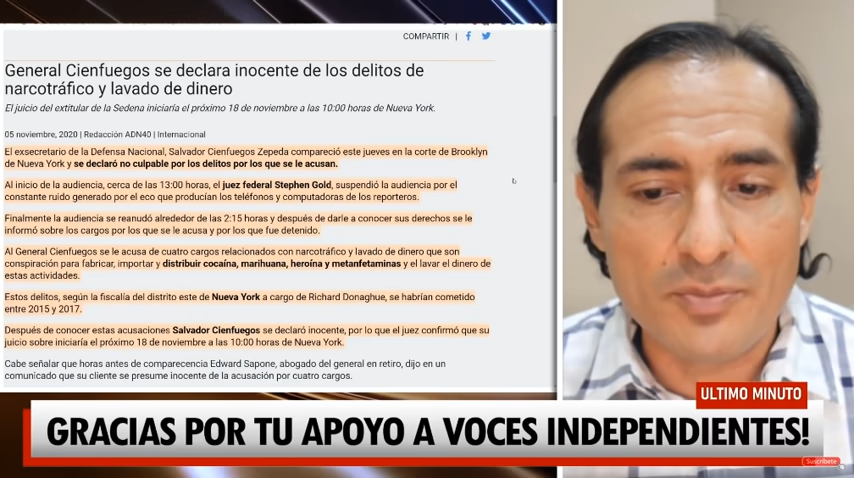 COMPARTIR |
General Cienfuegos se declara inocente de los delitos de
narcotráfico y lavado de dinero
El juicio del extitular de la Sedena iniciaría el próximo 18 de noviembre a las 10:00 horas de Nueva York.
05 noviembre, 2020 | Redacción ADN40 | Internacional
El exsecretario de la Defensa Nacional, Salvador Cienfuegos Zepeda compareció este jueves en la corte de Brooklyn
de Nueva York y se declaró no culpable por los delitos por los que se le acusan.
Al inicio de la audiencia, cerca de las 13:00 horas, el juez federal Stephen Gold, suspendió la audiencia por el
constante ruido generado por el eco que producían los teléfonos y computadoras de los reporteros.
Finalmente la audiencia se reanudó alrededor de las 2:15 horas y después de darle a conocer sus derechos se le
informó sobre los cargos por los que se le acusa y por los que fue detenido.
Al General Cienfuegos se le acusa de cuatro cargos relacionados con narcotráfico y lavado de dinero que son
conspiración para fabricar, importar y distribuir cocaína, marihuana, heroína y metanfetaminas y el lavar el dinero de
estas actividades.
Estos delitos, según la fiscalía del distrito este de Nueva York a cargo de Richard Donaghue, se habrían cometido
entre 2015 y 2017.
Después de conocer estas acusaciones Salvador Cienfuegos se declaró inocente, por lo que el juez confirmó que su
juicio sobre iniciaría el próximo 18 de noviembre a las 10:00 horas de Nueva York.
Cabe señalar que horas antes de comparecencia Edward Sapone, abogado del general en retiro, dijo en un
comunicado que su cliente se presume inocente de la acusación por cuatro cargos.
ULTIMO MINUTO
GRACIAS POR TU APOYO A VOCES INDEPENDIENTES!
Suscríbete